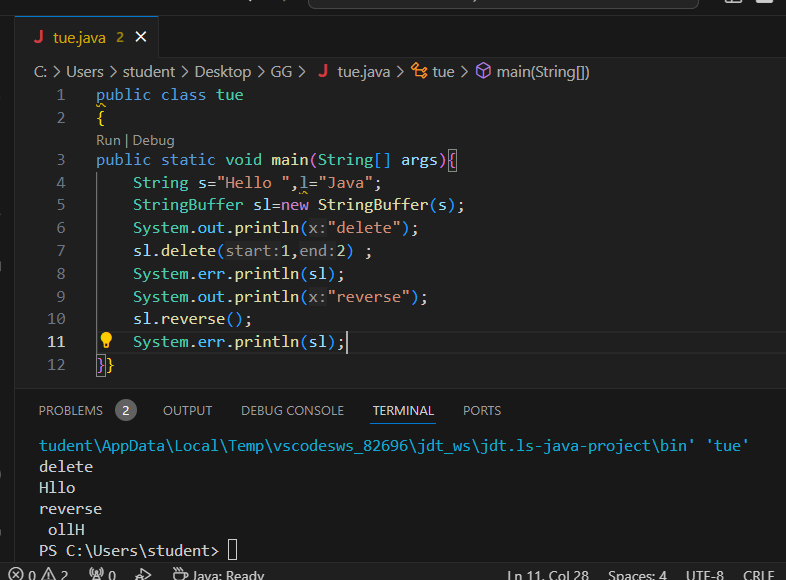 tue.java 2
C: > Users > student > Desktop > GG > tue.java > tue > main(String[])
1 public class tue
2 {
Run | Debug
3 public static void main(String[] args){
4 String s="Hello ",l="Java";
5 StringBuffer sl=new StringBuffer(s);
6 System.out.println(x:"delete");
7 sl.delete(start:1,end:2) ;
8 System.err.println(sl);
9 System.out.println(x:"reverse");
10 sl.reverse();
11 System.err.println(sl);
12 }}
PROBLEMS 2 OUTPUT DEBUG CONSOLE TERMINAL PORTS
tudent\AppData\Local\Temp\vscodesws_82696\jdt_ws\jdt.ls-java-project\bin' 'tue'
delete
Hllo
reverse
 ollH
PS C:\Users\student>
0 2 0 Java: Ready Ln 11, Col 28 Spaces: 4 UTF-8 CRLF